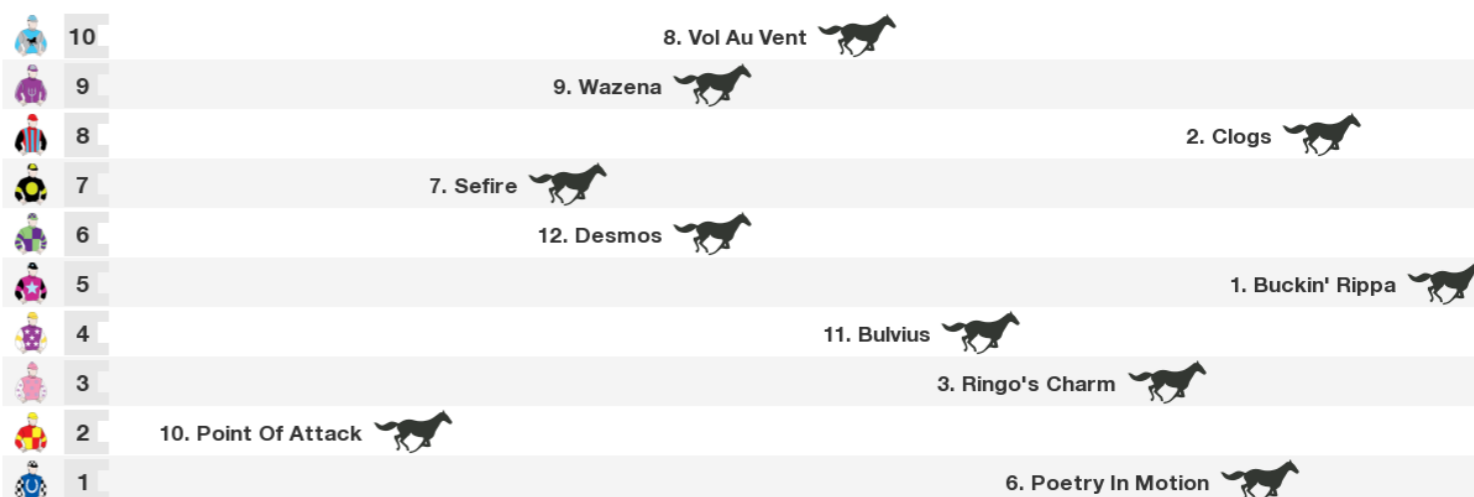 10 8. Vol Au Vent
9 9. Wazena
8 2. Clogs
7 7. Sefire
6 12. Desmos
5 1. Buckin' Rippa
4 11. Bulvius
3 3. Ringo's Charm
2 10. Point Of Attack
1 6. Poetry In Motion